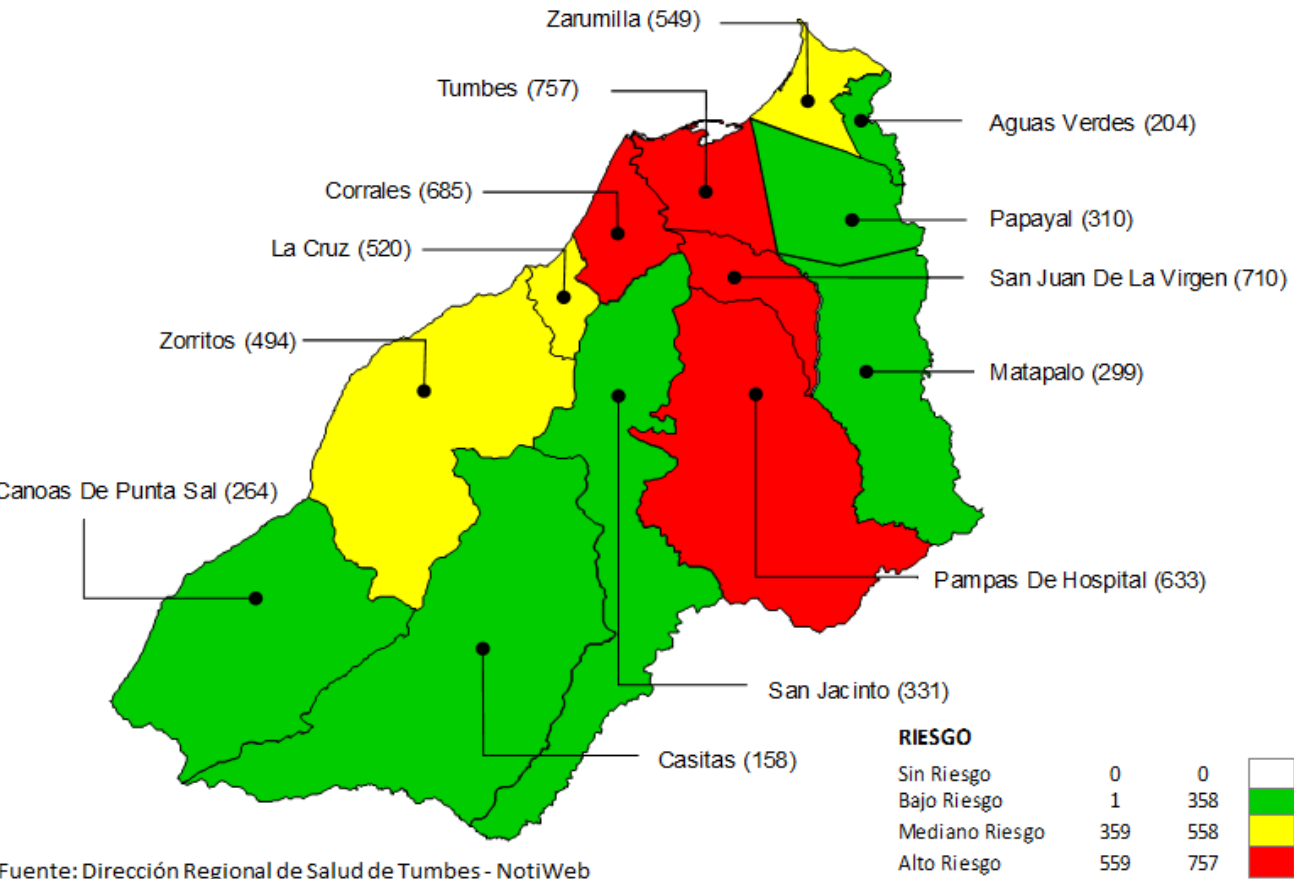 Zarumilla (549)
Tumbes (757)
Aguas Verdes (204)
Corrales (685)
Papayal (310)
La Cruz (520)
San Juan De La Virgen (710)
Zorritos (494)
Matapalo (299)
Canoas De Punta Sal (264)
Pampas De Hospital (633)
San Jacinto (331)
Casitas (158)
RIESGO
Sin Riesgo 0 0
Bajo Riesgo 1 358
Mediano Riesgo 359 558
Alto Riesgo 559 757
Fuente: Dirección Regional de Salud de Tumbes - NotiWeb